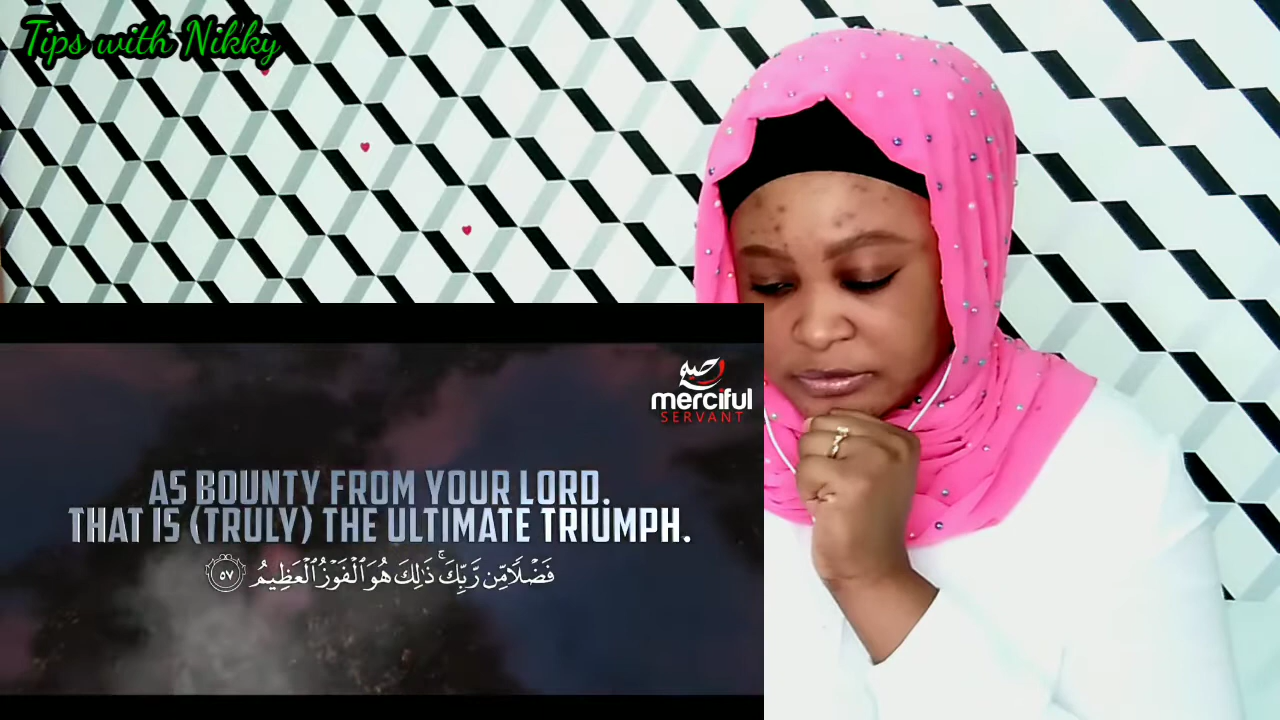 Tips with Nikky
رحيم
merciful
SERVANT
AS BOUNTY FROM YOUR LORD.
THAT IS (TRULY) THE ULTIMATE TRIUMPH.
فَضْلًا مِّن رَّبِّكَ ۚ ذَٰلِكَ هُوَ ٱلْفَوْزُ ٱلْعَظِيمُ ٥٧